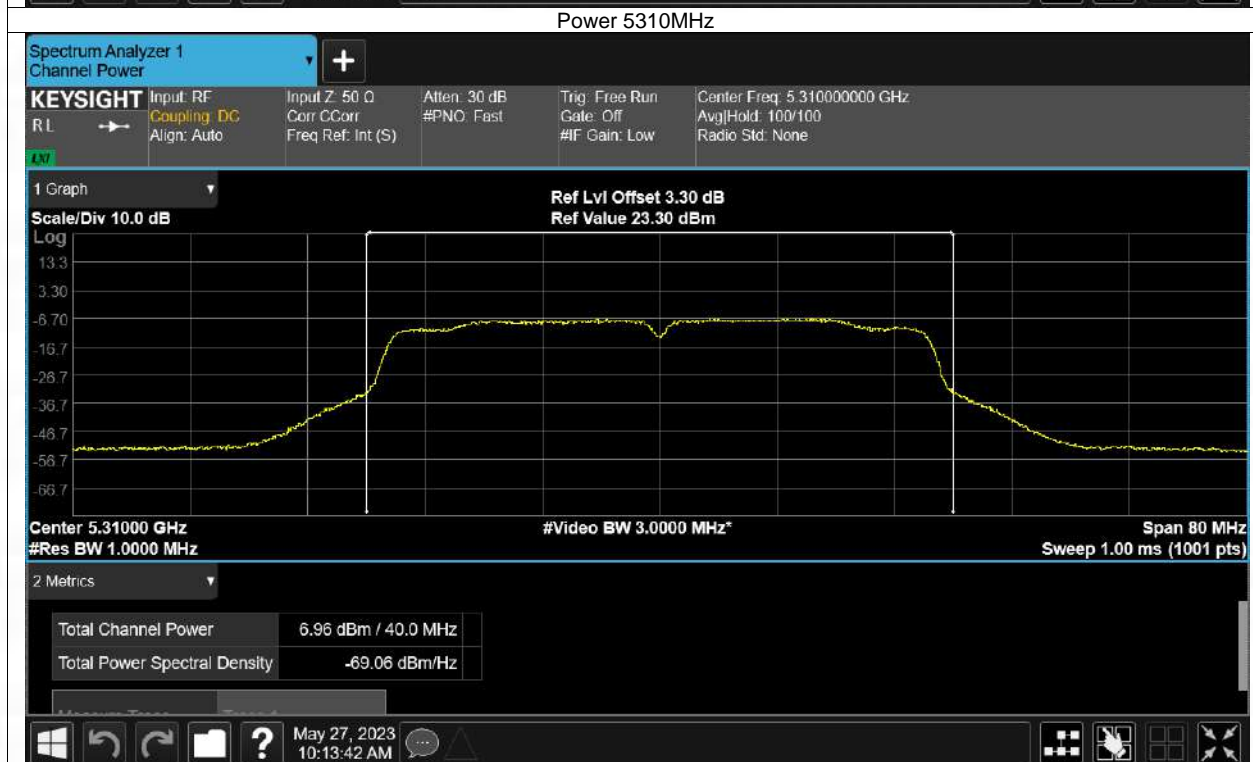 Power 5310MHz
Spectrum Analyzer 1
Channel Power
KEYSIGHT Input: RF Input Z: 50 Ω Atten: 30 dB Trig: Free Run Center Freq: 5.310000000 GHz
RL Coupling: DC Corr CCorr #PNO: Fast Gate: Off Avg|Hold: 100/100
Align: Auto Freq Ref: Int (S) #IF Gain: Low Radio Std: None
LXI
1 Graph Ref Lvl Offset 3.30 dB
Scale/Div 10.0 dB Ref Value 23.30 dBm
Log
13.3
3.30
-6.70
-16.7
-26.7
-36.7
-46.7
-56.7
-66.7
Center 5.31000 GHz #Video BW 3.0000 MHz* Span 80 MHz
#Res BW 1.0000 MHz Sweep 1.00 ms (1001 pts)
2 Metrics
Total Channel Power 6.96 dBm / 40.0 MHz
Total Power Spectral Density -69.06 dBm/Hz
May 27, 2023
10:13:42 AM